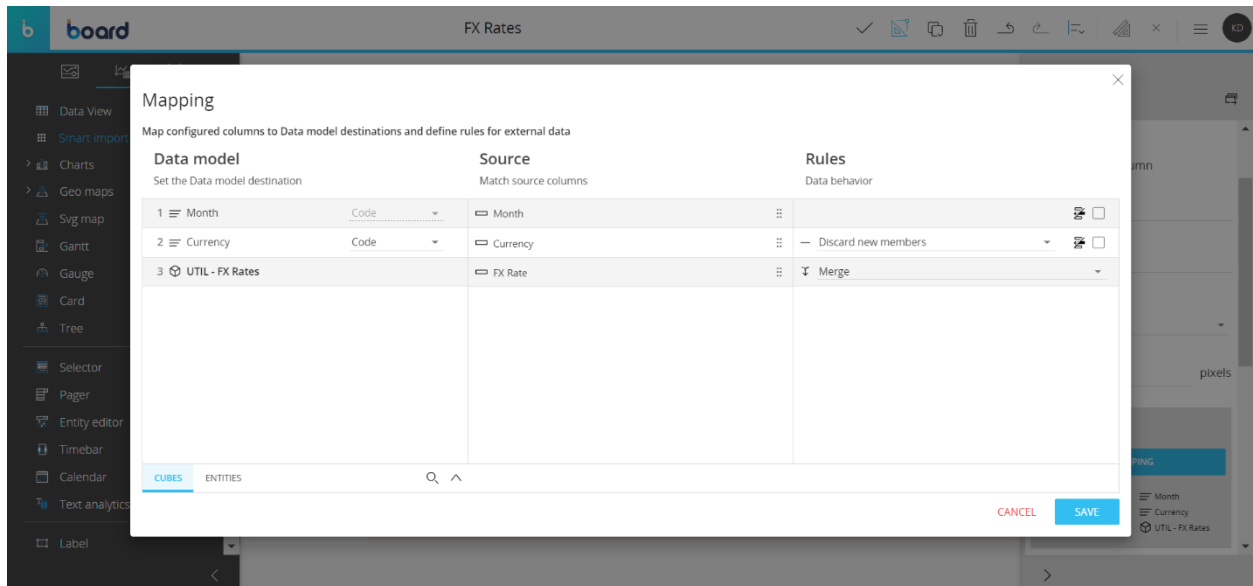 b board FX Rates KD
Data View
Smart import
Charts
Geo maps
Svg map
Gantt
Gauge
Card
Tree
Selector
Pager
Entity editor
Timebar
Calendar
Text analytics
Label
Mapping
Map configured columns to Data model destinations and define rules for external data
Data model Source Rules
Set the Data model destination Match source columns Data behavior
1 Month Code Month
2 Currency Code Currency Discard new members
3 UTIL - FX Rates FX Rate Merge
CUBES ENTITIES
CANCEL SAVE
umn
pixels
PING
Month
Currency
UTIL - FX Rates